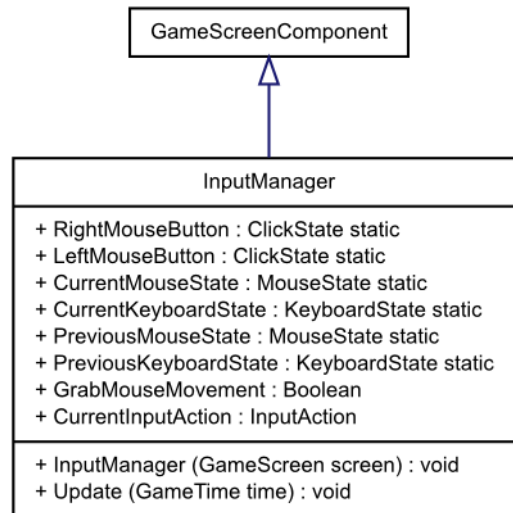 GameScreenComponent
InputManager
+ RightMouseButton : ClickState static
+ LeftMouseButton : ClickState static
+ CurrentMouseState : MouseState static
+ CurrentKeyboardState : KeyboardState static
+ PreviousMouseState : MouseState static
+ PreviousKeyboardState : KeyboardState static
+ GrabMouseMovement : Boolean
+ CurrentInputAction : InputAction
+ InputManager (GameScreen screen) : void
+ Update (GameTime time) : void